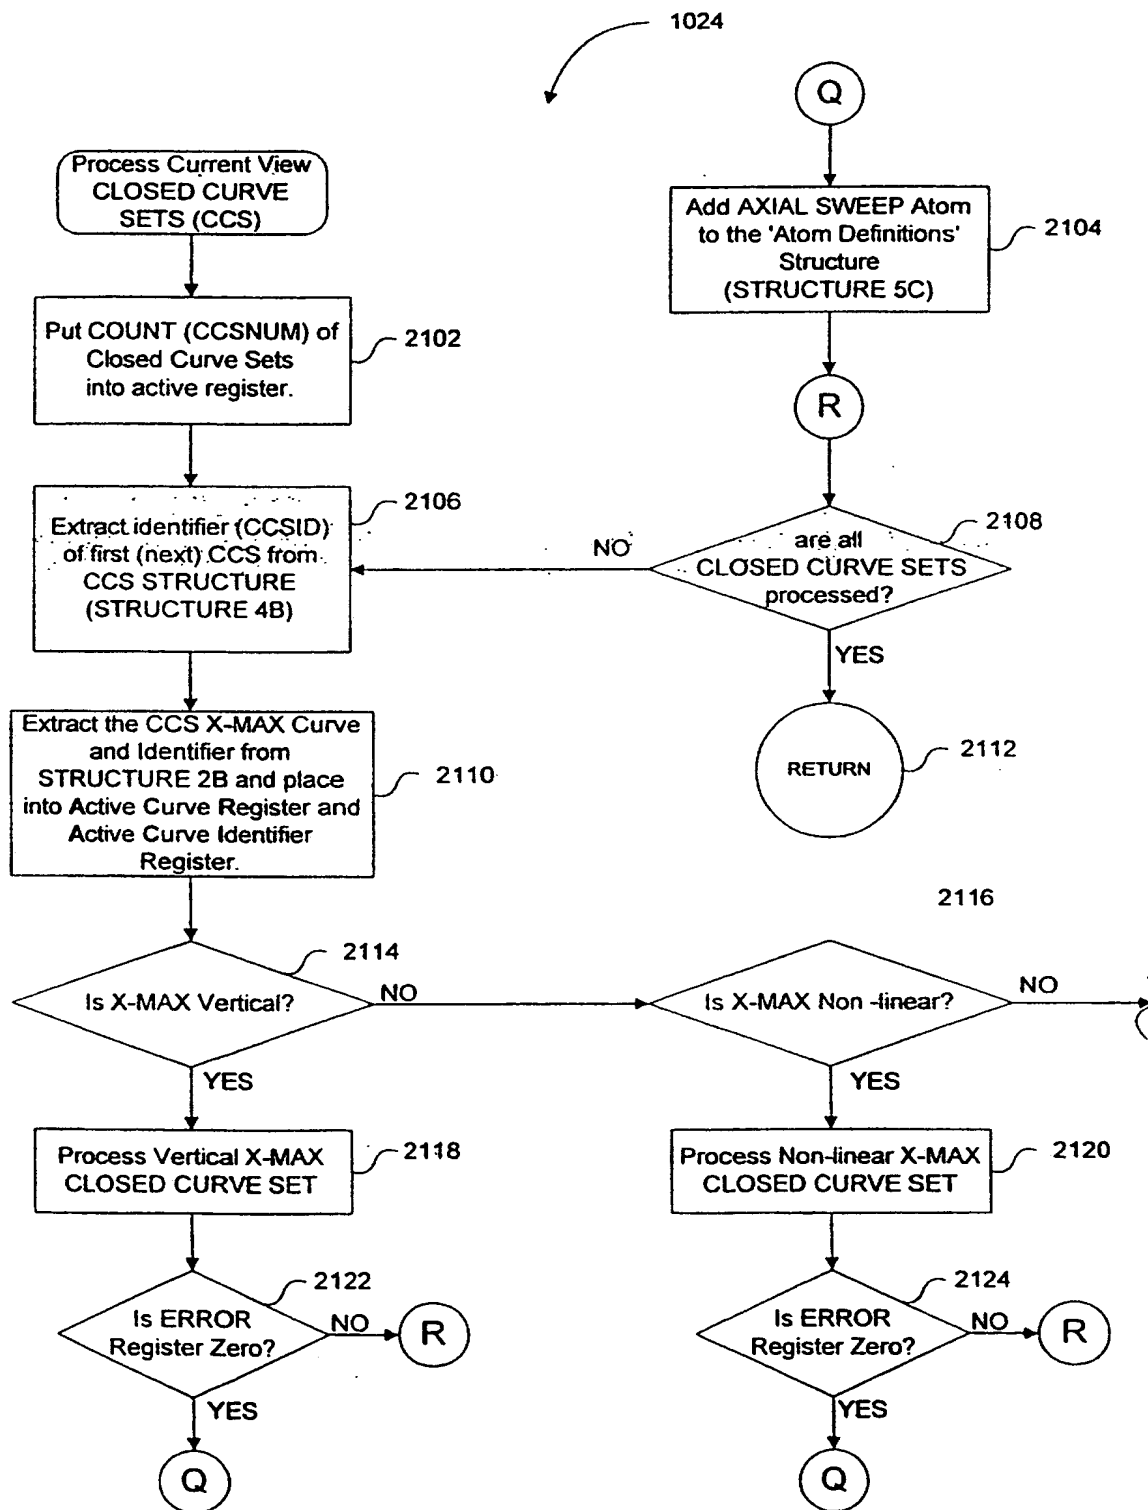 1024
Process Current View
CLOSED CURVE
SETS (CCS)
Put COUNT (CCSNUM) of
Closed Curve Sets
into active register.
2102
Extract identifier (CCSID)
of first (next) CCS from
CCS STRUCTURE
(STRUCTURE 4B)
2106
Extract the CCS X-MAX Curve
and Identifier from
STRUCTURE 2B and place
into Active Curve Register and
Active Curve Identifier
Register.
2110
Q
Add AXIAL SWEEP Atom
to the 'Atom Definitions'
Structure
(STRUCTURE 5C)
2104
R
are all
CLOSED CURVE SETS
processed?
2108
NO
YES
RETURN
2112
Is X-MAX Vertical?
2114
NO
YES
Is X-MAX Non -linear?
2116
NO
YES
Process Vertical X-MAX
CLOSED CURVE SET
2118
Process Non-linear X-MAX
CLOSED CURVE SET
2120
Is ERROR
Register Zero?
2122
NO
R
YES
Q
Is ERROR
Register Zero?
2124
NO
R
YES
Q